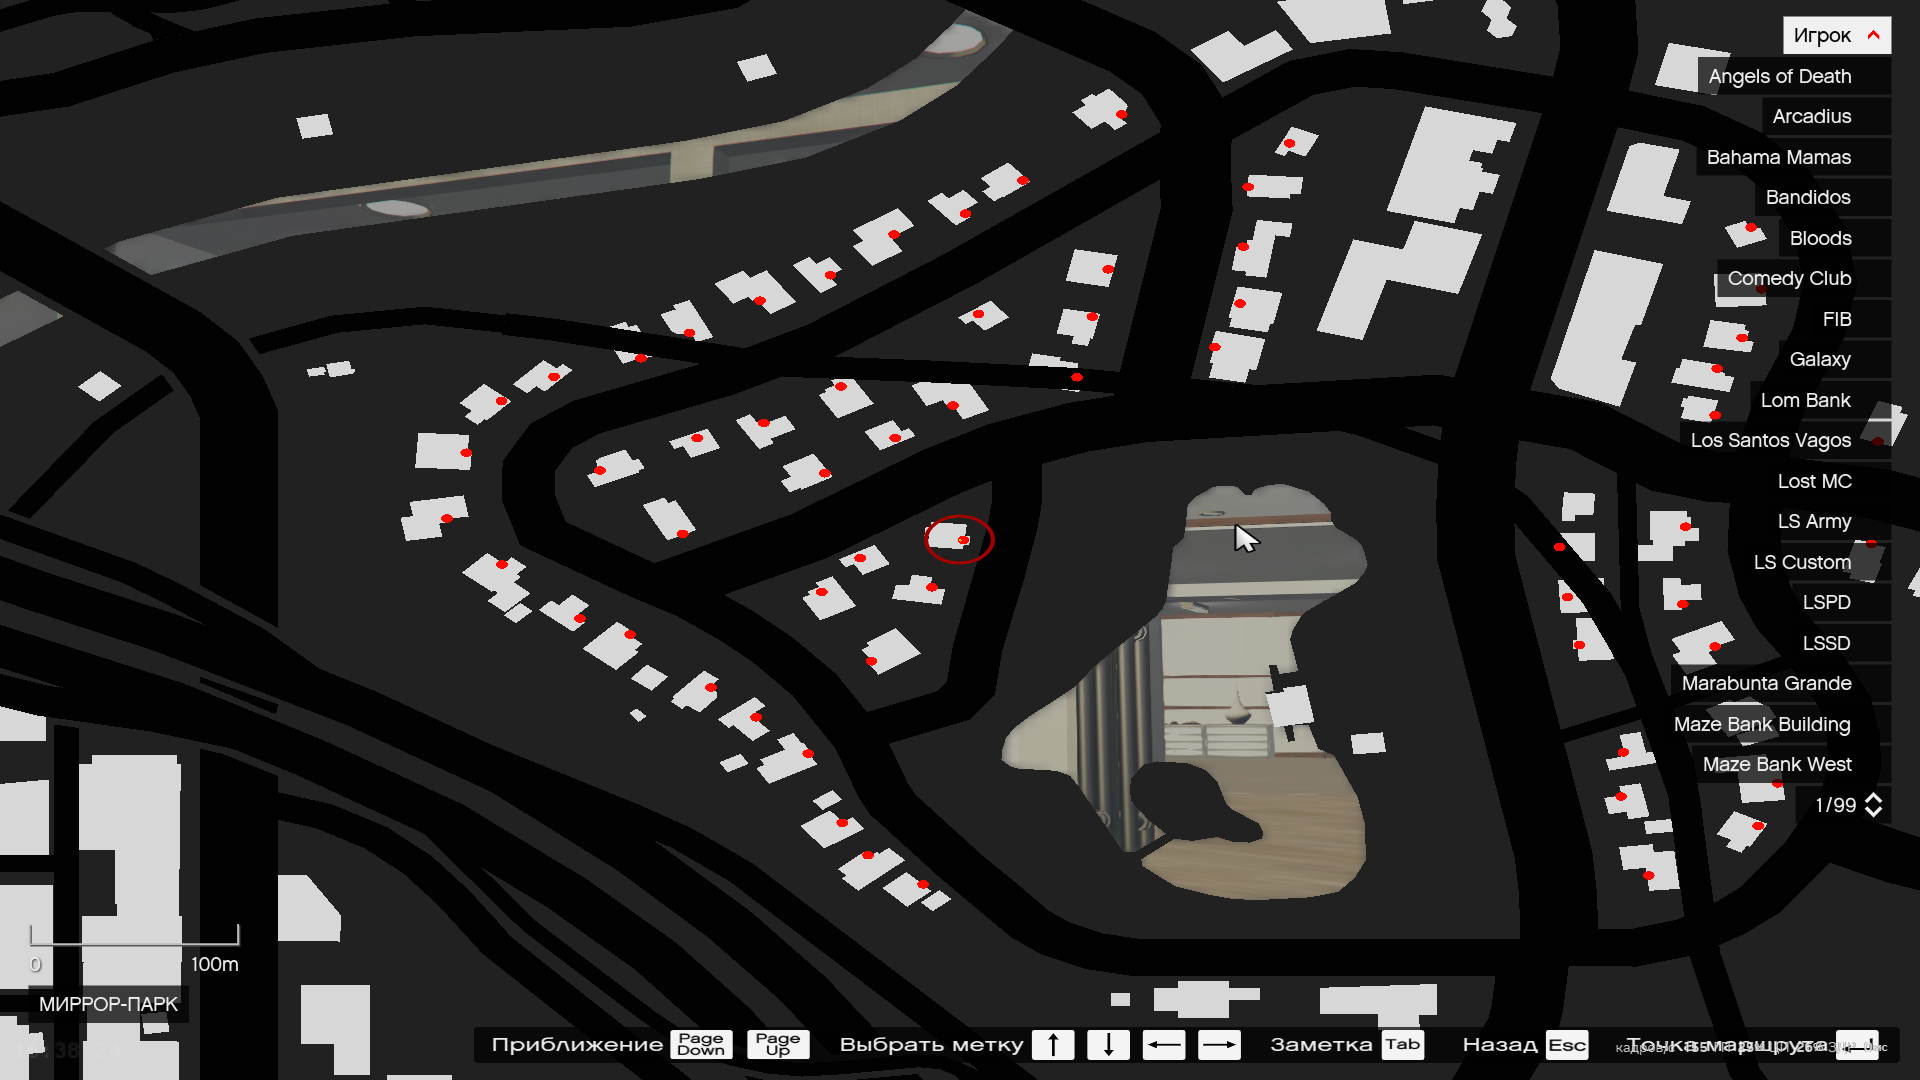 Игрок
Angels of Death
Arcadius
Bahama Mamas
Bandidos
Bloods
Comedy Club
FIB
Galaxy
Lom Bank
Los Santos Vagos
Lost MC
LS Army
LS Custom
LSPD
LSSD
Marabunta Grande
Maze Bank Building
Maze Bank West
1/99
0 100m
МИРРОР-ПАРК
Приближение Page Down Page Up Выбрать метку ↑ ↓ ← → Заметка Tab Назад Esc Точка маршрута
кадров/с